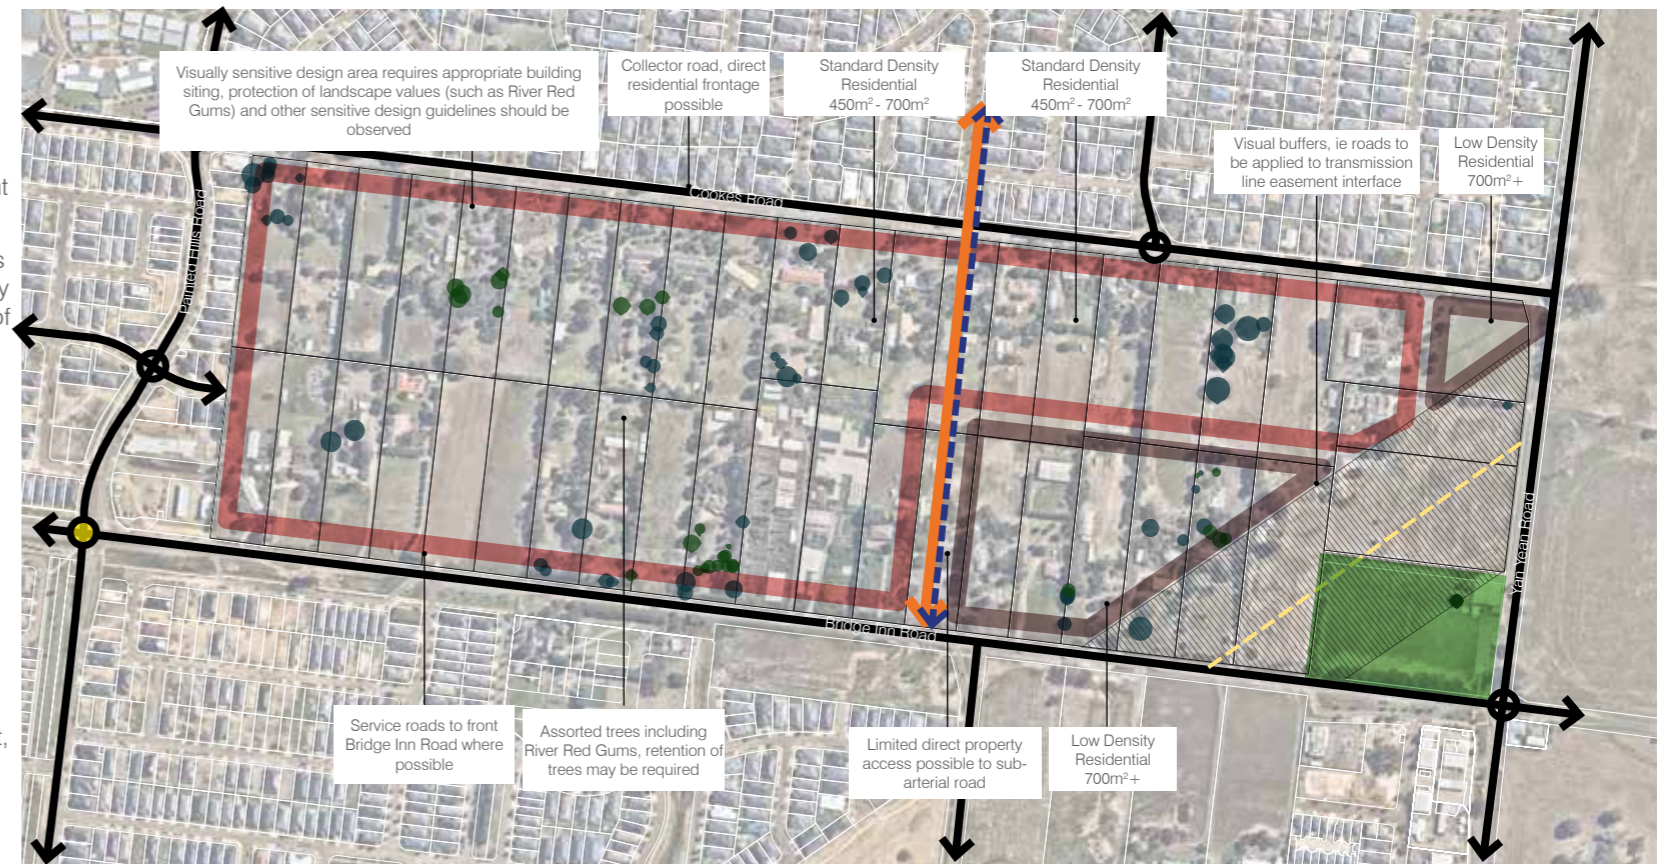 Visually sensitive design area requires appropriate building
siting, protection of landscape values (such as River Red
Gums) and other sensitive design guidelines should be
observed
Collector road, direct
residential frontage
possible
Standard Density
Residential
450m² - 700m²
Standard Density
Residential
450m² - 700m²
Visual buffers, ie roads to
be applied to transmission
line easement interface
Low Density
Residential
700m²+
Cookes Road
Painted Hills Road
Yan Yean Road
Bridge Inn Road
Service roads to front
Bridge Inn Road where
possible
Assorted trees including
River Red Gums, retention of
trees may be required
Limited direct property
access possible to sub-
arterial road
Low Density
Residential
700m²+
of